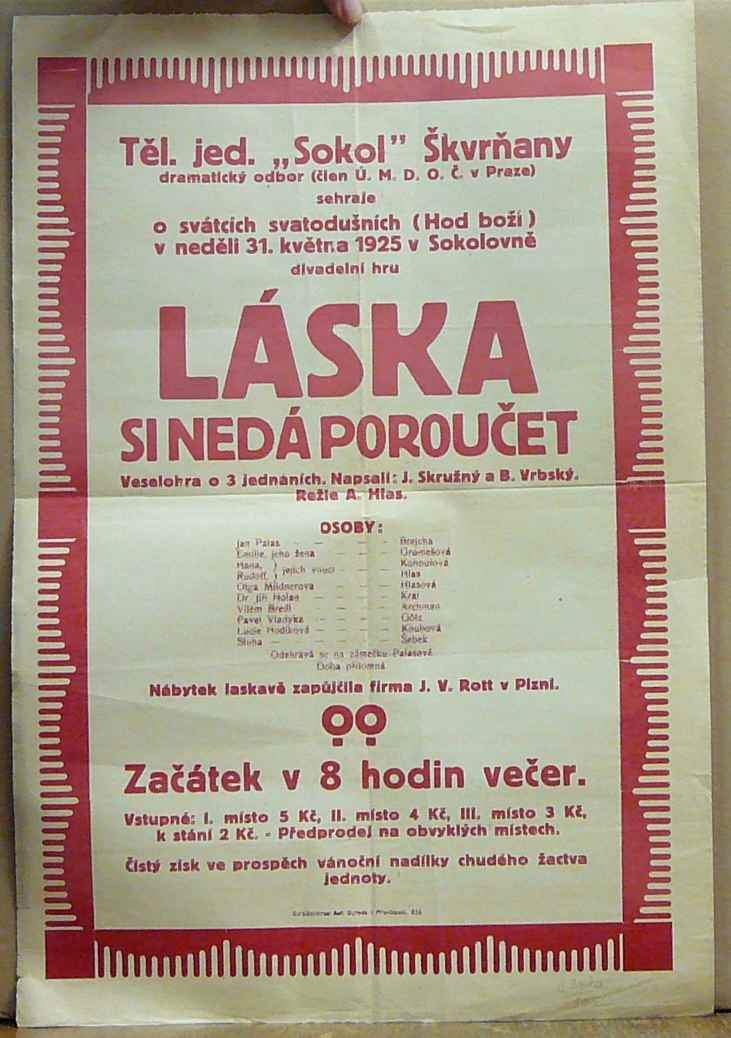 Těl. jed. „Sokol" Škvrňany
dramatický odbor (člen Ú. M. D. O. Č. v Praze)
sehraje
o svátcích svatodušních (Hod boží)
v neděli 31. května 1925 v Sokolovně
divadelní hru
LÁSKA
SI NEDÁ POROUČET
Veselohra o 3 jednáních. Napsali: J. Skružný a B. Vrbský.
Režie A. Hlas.
OSOBY:
Jan Palas — — — — — Brejcha
Emilie, jeho žena — — — —
Hana, } — — — Kohoutová
Rudolf, } jejich — — — Hlas
Olga — — — Hlasová
Dr. Jiří Holan — — — — Král
Vilém — — — —
Pavel Vladyka — — — —
Lucie — — — — Koubová
Sluha — — — — — Šebek
Odehrává se na zámečku Palasově
Doba přítomná
Nábytek laskavě zapůjčila firma J. V. Rott v Plzni.
Začátek v 8 hodin večer.
Vstupné: I. místo 5 Kč, II. místo 4 Kč, III. místo 3 Kč,
k stání 2 Kč. - Předprodej na obvyklých místech.
Čistý zisk ve prospěch vánoční nadílky chudého žactva
jednoty.